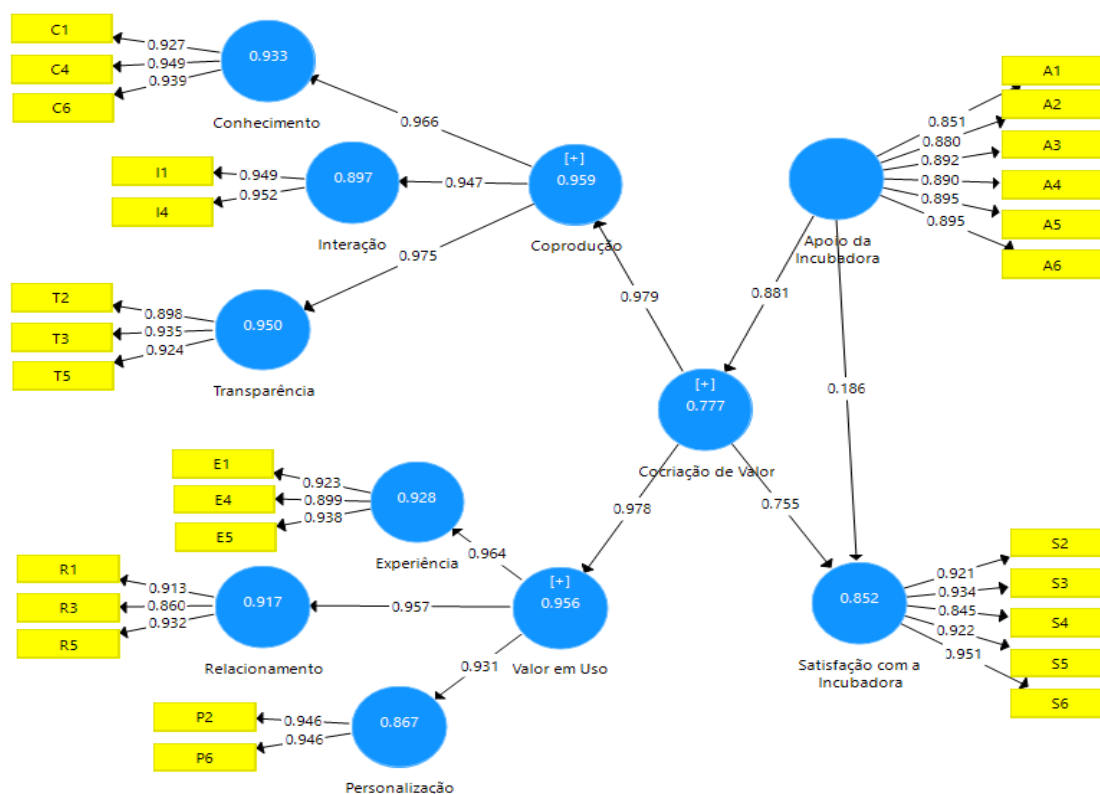 C1
C4
C6
0.927
0.949
0.939
0.933
Conhecimento
I1
I4
0.949
0.952
0.897
Interação
T2
T3
T5
0.898
0.935
0.924
0.950
Transparência
0.966
0.947
0.975
[+]
0.959
Coprodução
A1
A2
A3
A4
A5
A6
0.851
0.880
0.892
0.890
0.895
0.895
Apoio da
Incubadora
0.979
0.881
0.186
[+]
0.777
Cocriação de Valor
0.978
0.755
E1
E4
E5
0.923
0.899
0.938
0.928
Experiência
R1
R3
R5
0.913
0.860
0.932
0.917
Relacionamento
P2
P6
0.946
0.946
0.867
Personalização
0.964
0.957
0.931
[+]
0.956
Valor em Uso
0.852
Satisfação com a
Incubadora
0.921
0.934
0.845
0.922
0.951
S2
S3
S4
S5
S6